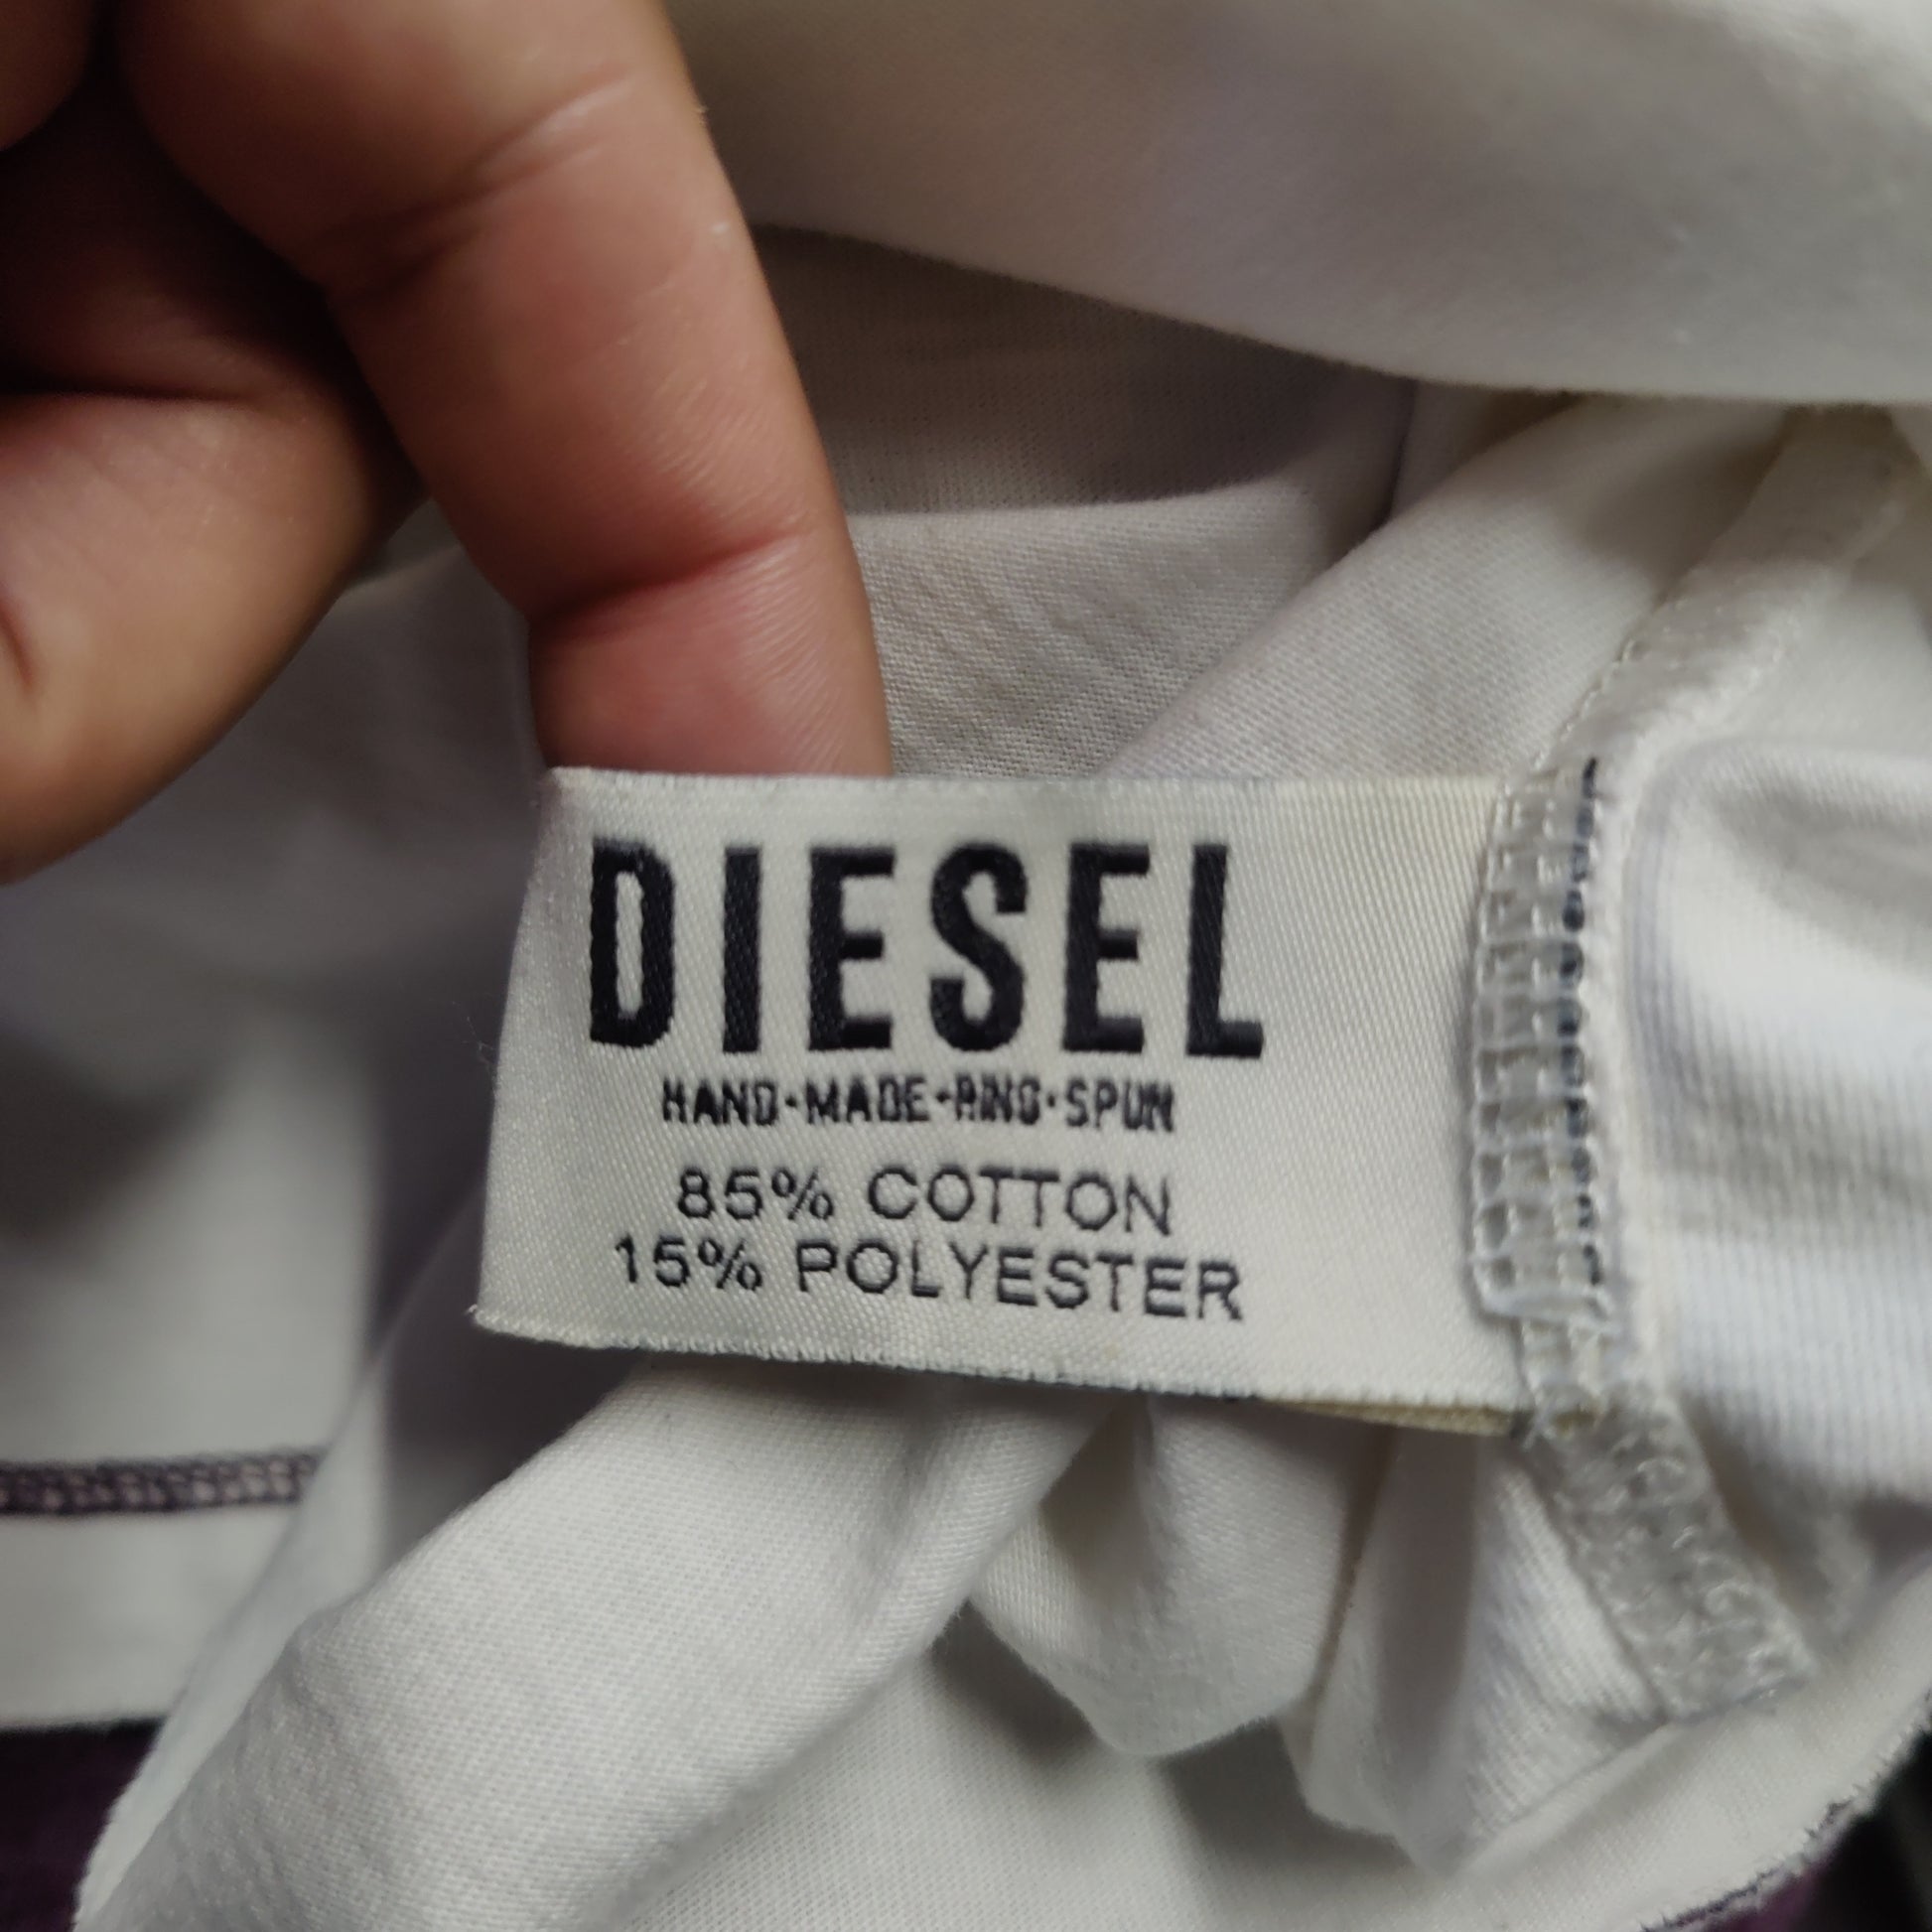 DIESEL
HAND·MADE·RING·SPUN
85% COTTON
15% POLYESTER